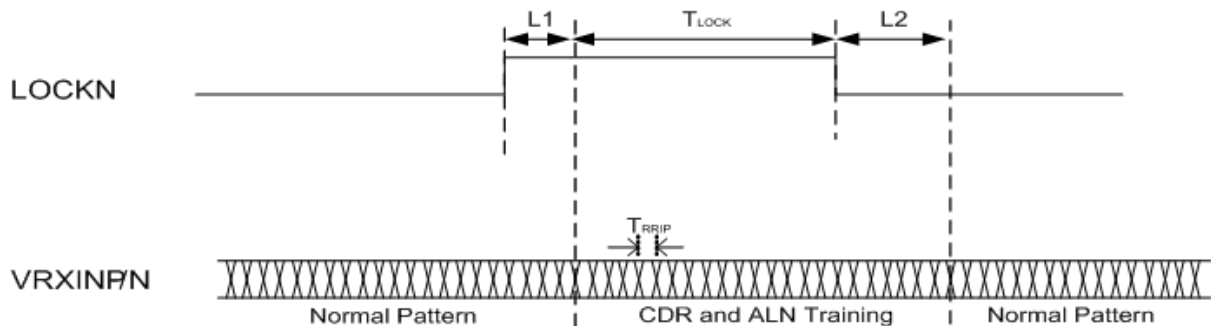 L1 TLOCK L2
LOCKN
TRRIP
VRXINP/N
Normal Pattern CDR and ALN Training Normal Pattern